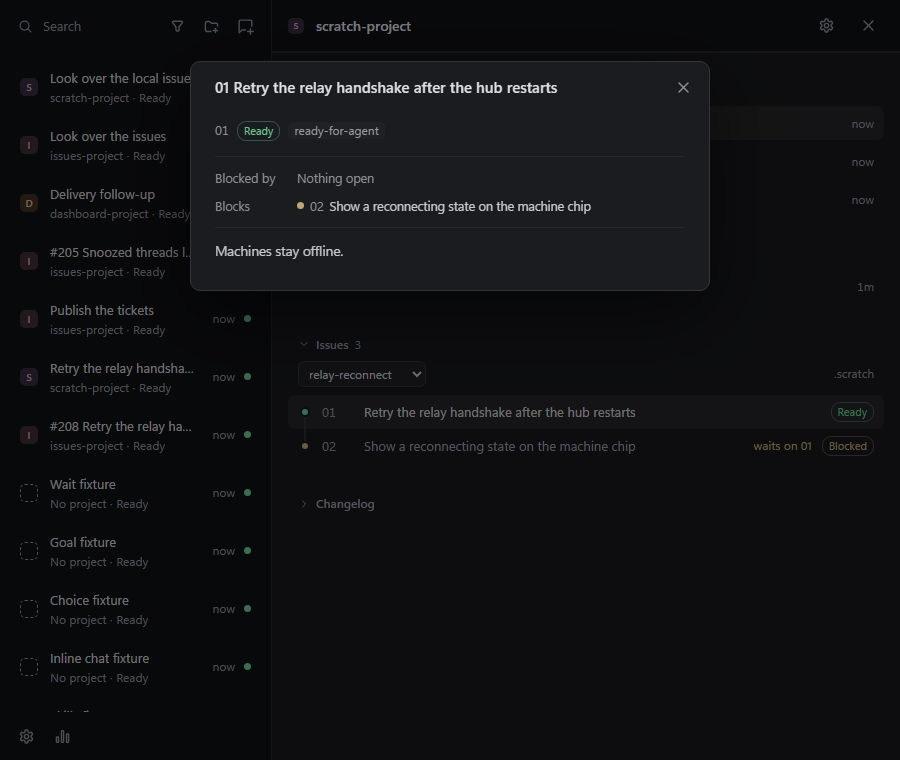 Search
S scratch-project
S Look over the local issue
scratch-project · Ready
I Look over the issues
issues-project · Ready
D Delivery follow-up
dashboard-project · Ready
I #205 Snoozed threads l...
issues-project · Ready
I Publish the tickets
issues-project · Ready
now
S Retry the relay handsha...
scratch-project · Ready
now
I #208 Retry the relay ha...
issues-project · Ready
now
Wait fixture
No project · Ready
now
Goal fixture
No project · Ready
now
Choice fixture
No project · Ready
now
Inline chat fixture
No project · Ready
now
01 Retry the relay handshake after the hub restarts
01 Ready ready-for-agent
Blocked by Nothing open
Blocks 02 Show a reconnecting state on the machine chip
Machines stay offline.
now
now
now
1m
Issues 3
relay-reconnect .scratch
01 Retry the relay handshake after the hub restarts Ready
02 Show a reconnecting state on the machine chip waits on 01 Blocked
Changelog